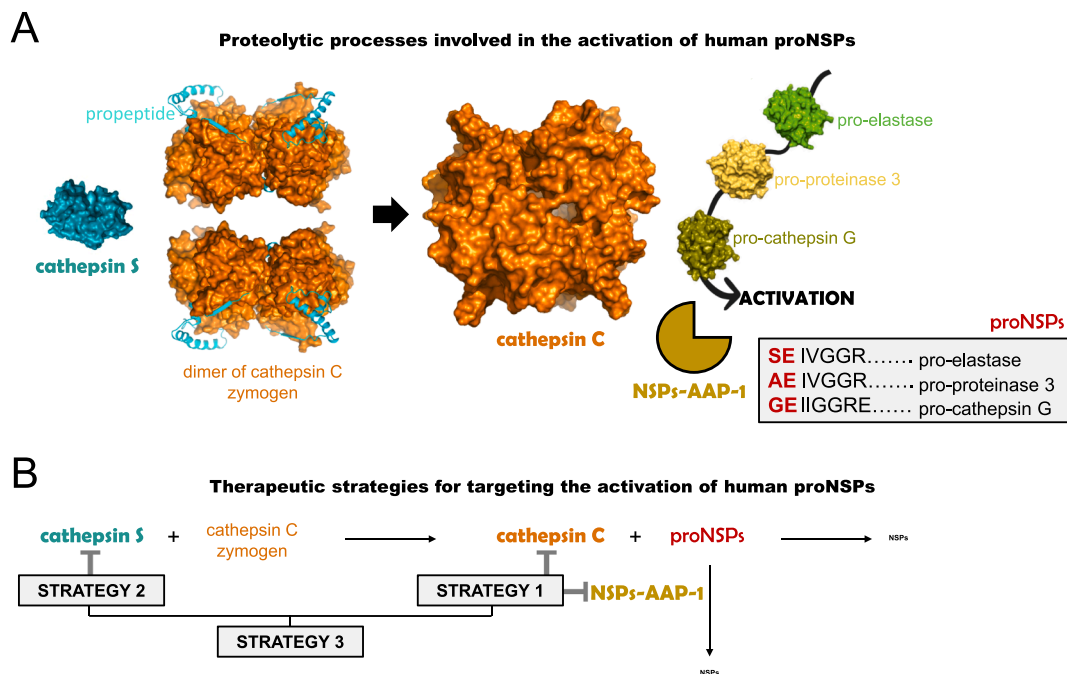 A
Proteolytic processes involved in the activation of human proNSPs
propeptide
cathepsin S
dimer of cathepsin C
zymogen
cathepsin C
pro-elastase
pro-proteinase 3
pro-cathepsin G
ACTIVATION
NSPs-AAP-1
proNSPs
SE IVGGR....... pro-elastase
AE IVGGR....... pro-proteinase 3
GE IIGGRE...... pro-cathepsin G
B
Therapeutic strategies for targeting the activation of human proNSPs
cathepsin S + cathepsin C
zymogen
cathepsin C + proNSPs
NSPs
STRATEGY 2
STRATEGY 1
NSPs-AAP-1
STRATEGY 3
NSPs